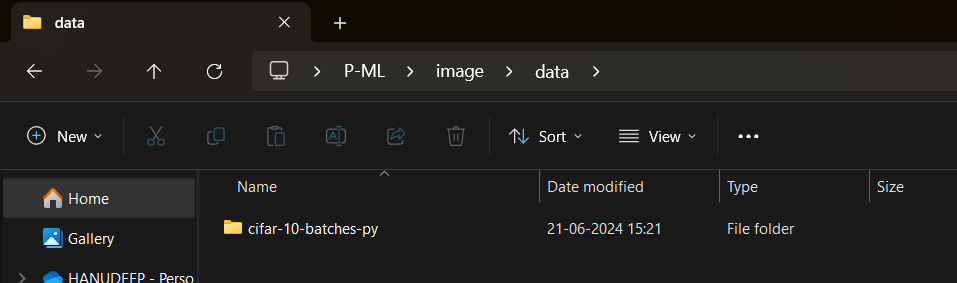 data
P-ML > image > data >
New Sort View
Name Date modified Type Size
Home
cifar-10-batches-py 21-06-2024 15:21 File folder
Gallery
HANUDEEP - Perso